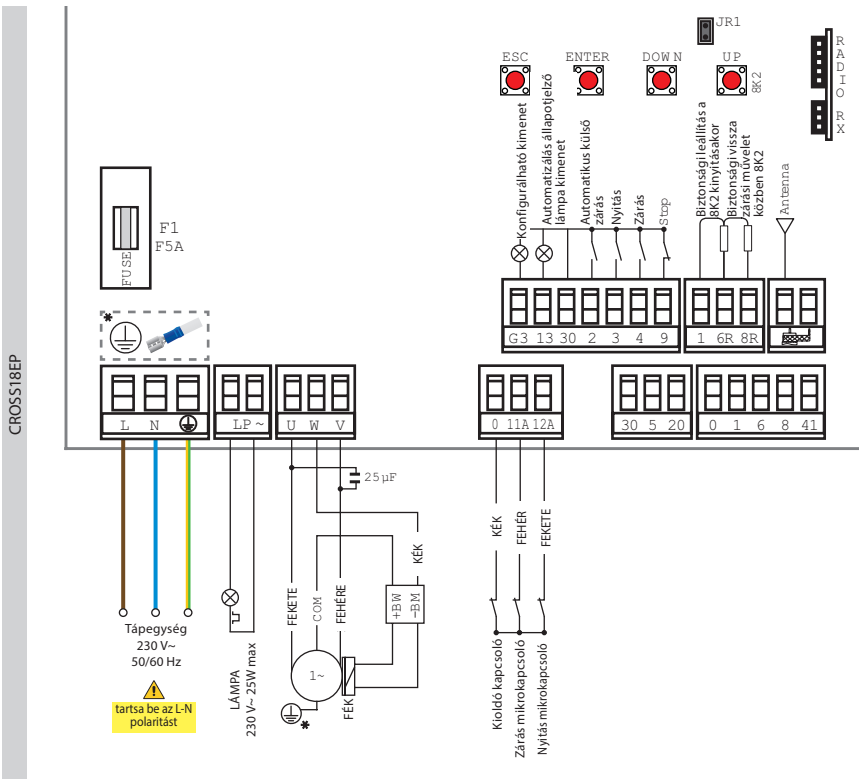 CROSS18EP
JR1
ESC
ENTER
DOWN
UP
8K2
RADIO RX
Konfigurálható kimenet
Automatizálás állapotjelző
lámpa kimenet
Automatikus külső
zárás
Nyitás
Zárás
Stop
Biztonsági leállítás a
8K2 kinyitásakor
Biztonsági vissza
zárási művelet
közben 8K2
Antenna
FUSE
F1
F5A
*
G3 13 30 2 3 4 9
1 6R 8R
L N
LP ~
U W V
0 11A 12A
30 5 20
0 1 6 8 41
25µF
KÉK
FEKETE
COM
FEHÉRE
+BW
-BM
KÉK
FEHÉR
FEKETE
Tápegység
230 V~
50/60 Hz
tartsa be az L-N
polaritást
LÁMPA
230 V~ 25W max
1~
*
FÉK
Kioldó kapcsoló
Zárás mikrokapcsoló
Nyitás mikrokapcsoló